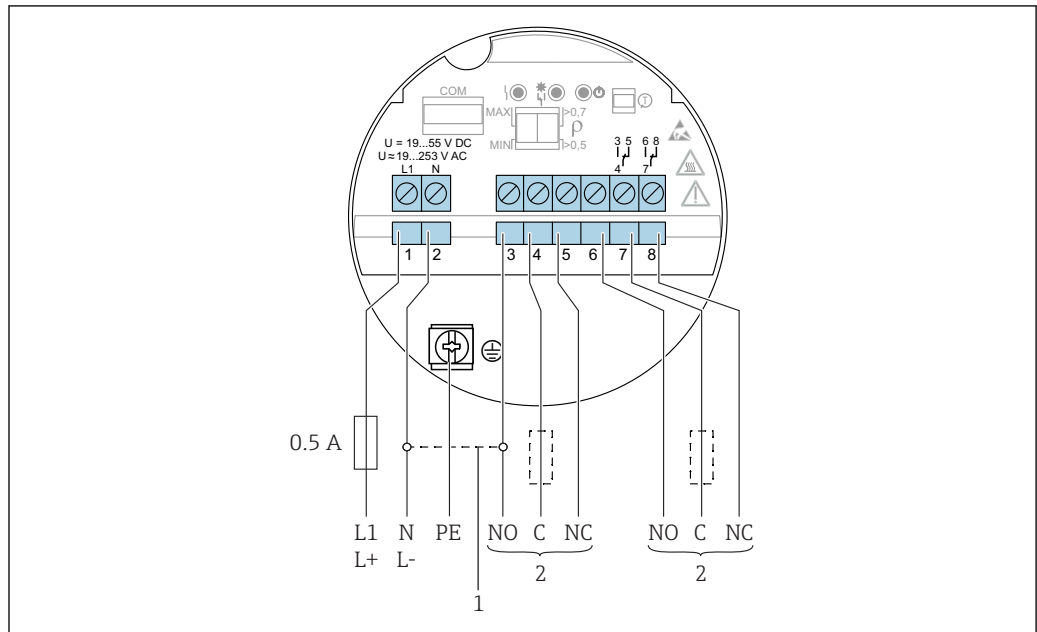 COM
MAX >0,7
ρ
MIN >0,5
U = 19...55 V DC
U≈19...253 V AC
L1 N
3 5 6 8
4 7
1 2 3 4 5 6 7 8
0.5 A
L1 N PE NO C NC NO C NC
L+ L-
2 2
1